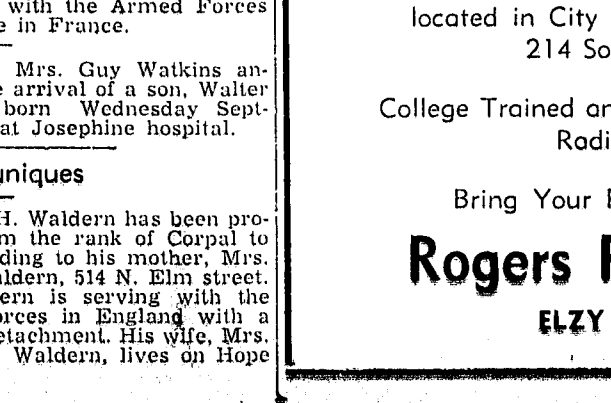 with the Armed Forces
in France.
Mrs. Guy Watkins an-
arrival of a son, Walter
born Wednesday Sept-
at Josephine hospital.
uniques
H. Waldern has been pro-
m the rank of Corpal to
ding to his mother, Mrs.
aldern, 514 N. Elm street.
ern is serving with the
orces in England with a
etachment. His wife, Mrs.
Waldern, lives on Hope
located in City
214 So
College Trained an
Radi
Bring Your
Rogers
ELZY